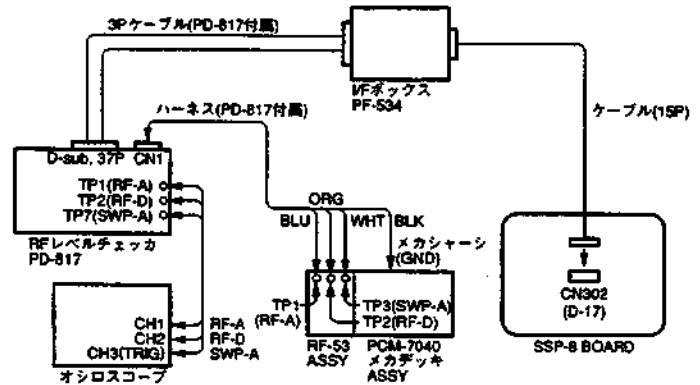 3Pケーブル(PD-817付属)
I/Fボックス
PF-534
ハーネス(PD-817付属)
ケーブル(15P)
D-sub, 37P CN1
TP1(RF-A)
TP2(RF-D)
TP7(SWP-A)
RFレベルチェッカ
PD-817
ORG
BLU WHT BLK
メカシャーシ
(GND)
TP1
(RF-A)
TP3(SWP-A)
TP2(RF-D)
RF-53
ASSY
PCM-7040
メカデッキ
ASSY
CN302
(D-17)
SSP-8 BOARD
CH1 RF-A
CH2 RF-D
CH3(TRIG) SWP-A
オシロスコープ